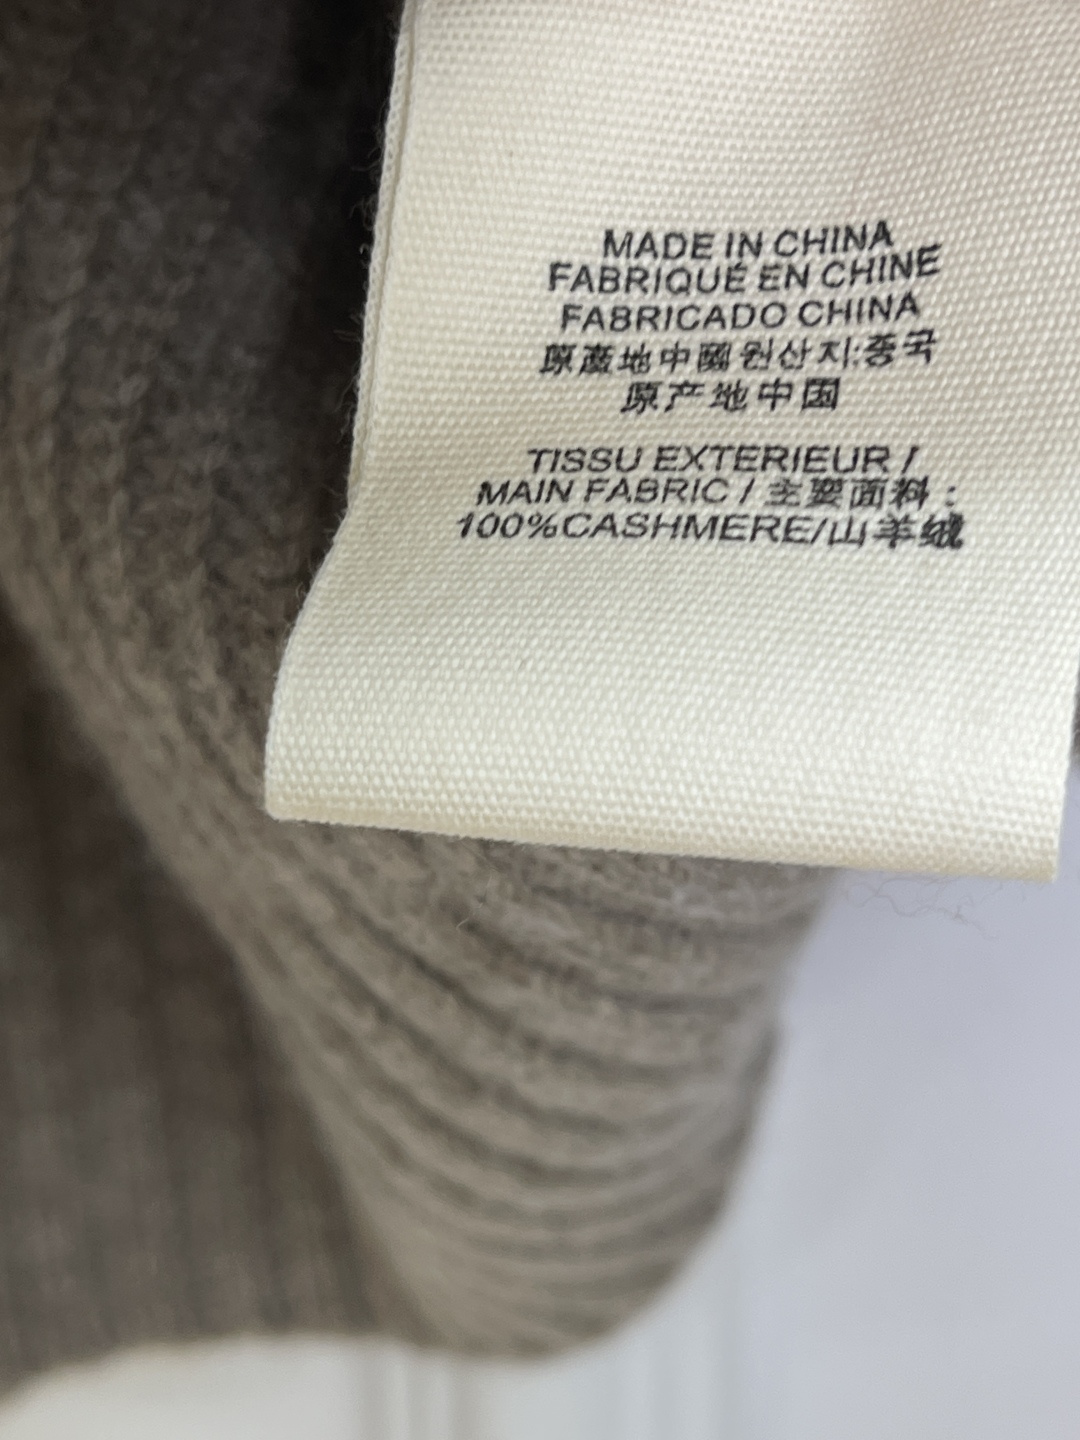 MADE IN CHINA
FABRIQUÉ EN CHINE
FABRICADO CHINA
原産地中國원산지:중국
原产地中国
TISSU EXTERIEUR /
MAIN FABRIC / 主要面料 :
100%CASHMERE/山羊绒